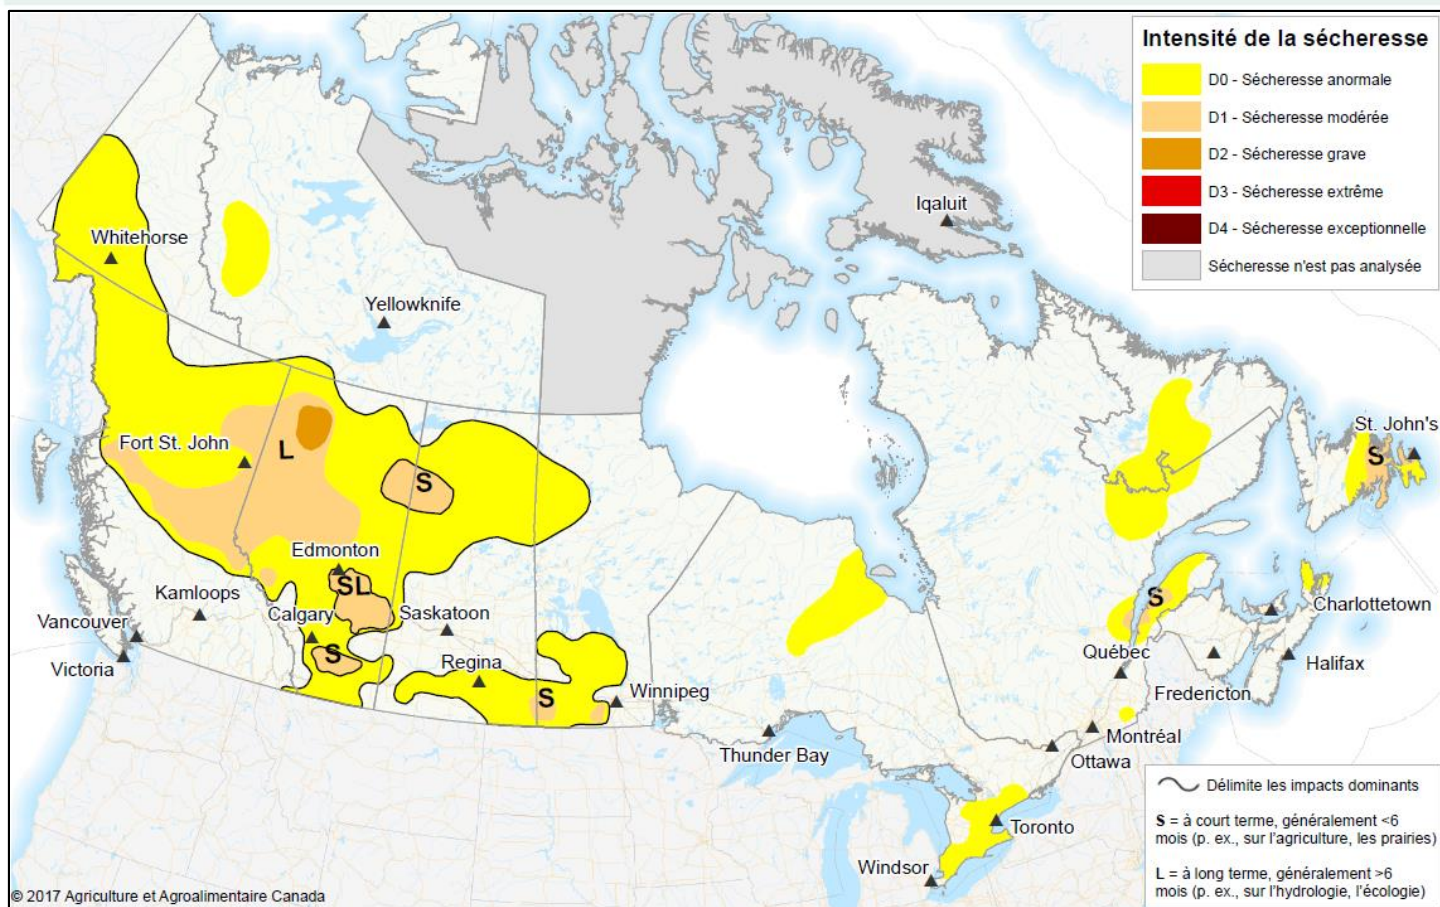 Intensité de la sécheresse
D0 - Sécheresse anormale
D1 - Sécheresse modérée
D2 - Sécheresse grave
D3 - Sécheresse extrême
D4 - Sécheresse exceptionnelle
Sécheresse n'est pas analysée
Iqaluit
Whitehorse
Yellowknife
Fort St. John
L
S
St. John's
S
Edmonton
SL
Kamloops
Calgary
Saskatoon
S
Charlottetown
Vancouver
Victoria
S
Regina
S
Winnipeg
Québec
Halifax
Fredericton
Montréal
Thunder Bay
Ottawa
Toronto
Windsor
Délimite les impacts dominants
S = à court terme, généralement <6
mois (p. ex., sur l'agriculture, les prairies)
L = à long terme, généralement >6
mois (p. ex., sur l'hydrologie, l'écologie)
© 2017 Agriculture et Agroalimentaire Canada